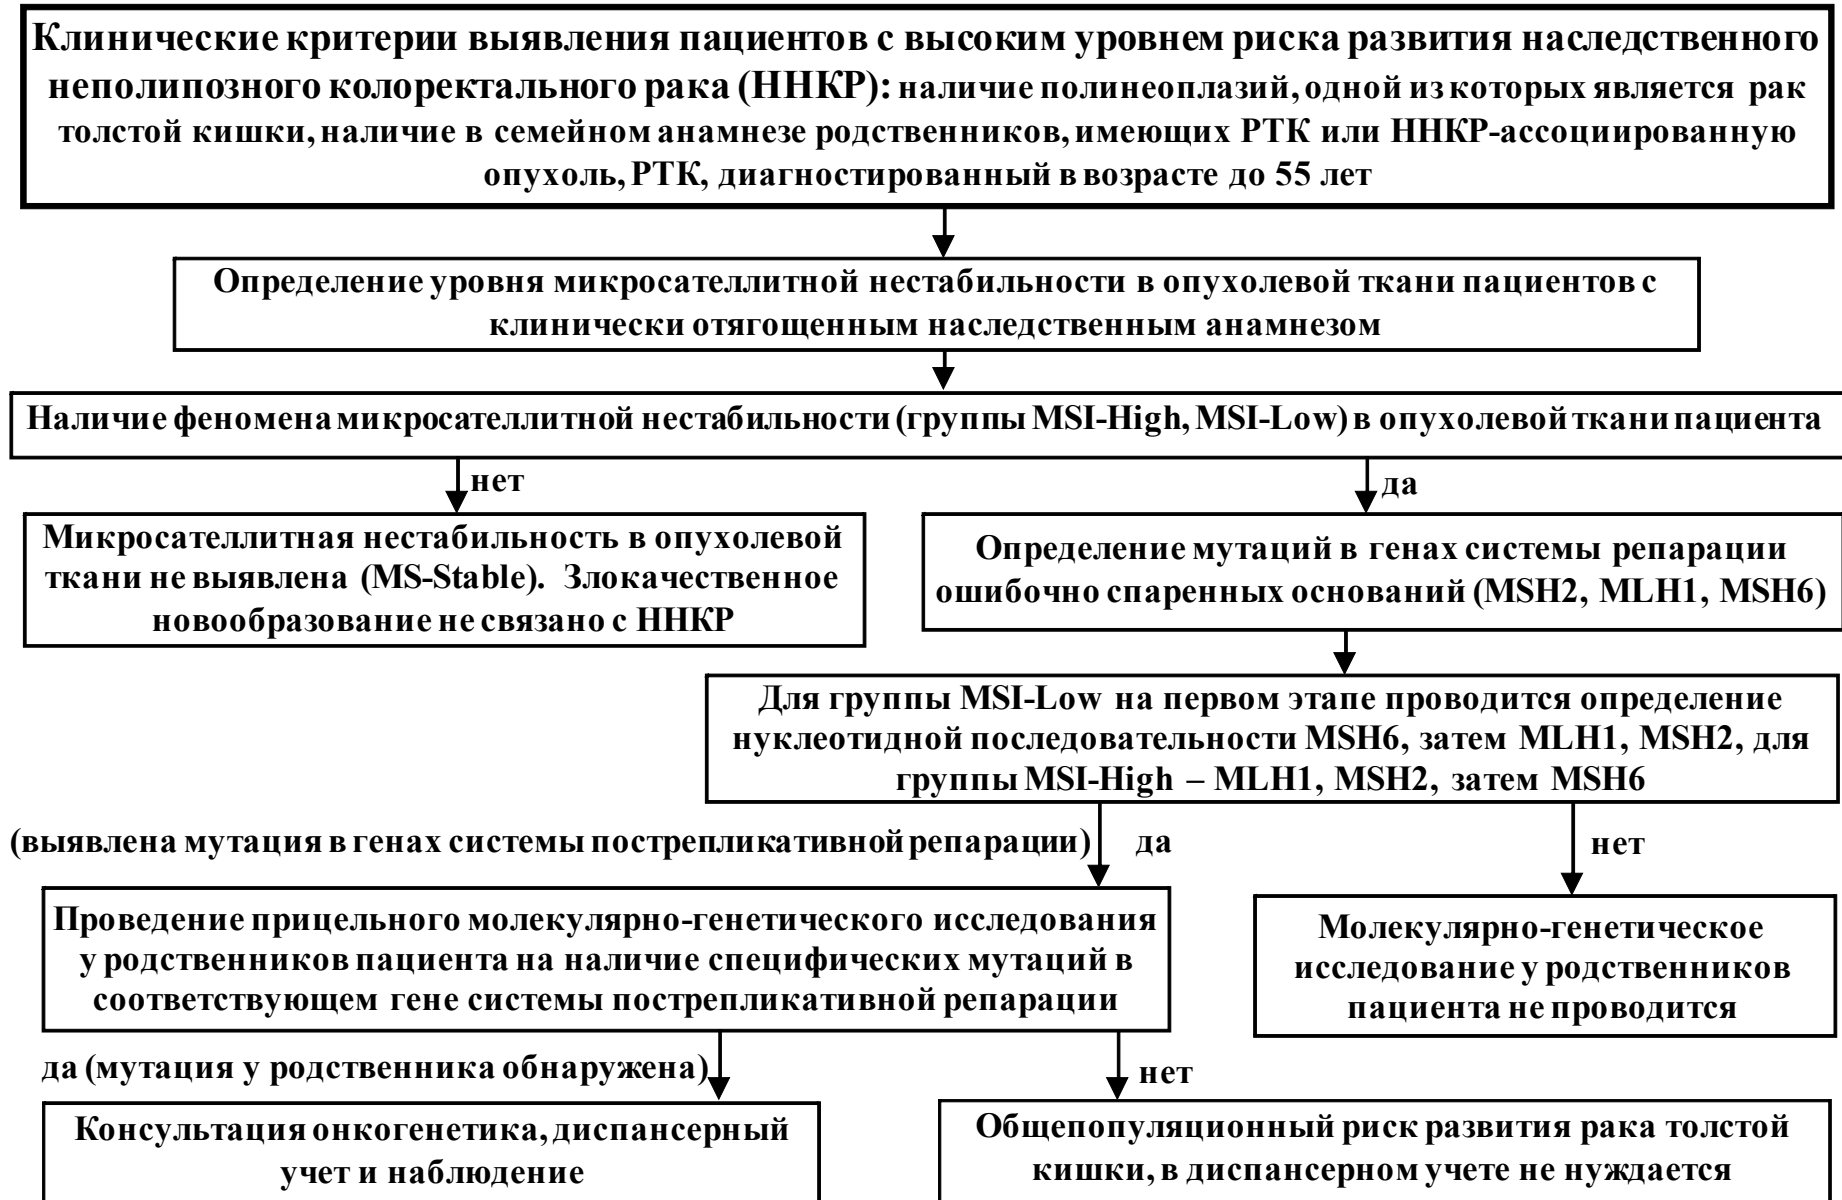 Клинические критерии выявления пациентов с высоким уровнем риска развития наследственного
неполипозного колоректального рака (ННКР): наличие полинеоплазий, одной из которых является рак
толстой кишки, наличие в семейном анамнезе родственников, имеющих РТК или ННКР-ассоциированную
опухоль, РТК, диагностированный в возрасте до 55 лет
Определение уровня микросателлитной нестабильности в опухолевой ткани пациентов с
клинически отягощенным наследственным анамнезом
Наличие феномена микросателлитной нестабильности (группы MSI-High, MSI-Low) в опухолевой ткани пациента
нет
да
Микросателлитная нестабильность в опухолевой
ткани не выявлена (MS-Stable). Злокачественное
новообразование не связано с ННКР
Определение мутаций в генах системы репарации
ошибочно спаренных оснований (MSH2, MLH1, MSH6)
Для группы MSI-Low на первом этапе проводится определение
нуклеотидной последовательности MSH6, затем MLH1, MSH2, для
группы MSI-High – MLH1, MSH2, затем MSH6
(выявлена мутация в генах системы пострепликативной репарации) да
нет
Проведение прицельного молекулярно-генетического исследования
у родственников пациента на наличие специфических мутаций в
соответствующем гене системы пострепликативной репарации
Молекулярно-генетическое
исследование у родственников
пациента не проводится
да (мутация у родственника обнаружена)
нет
Консультация онкогенетика, диспансерный
учет и наблюдение
Общепопуляционный риск развития рака толстой
кишки, в диспансерном учете не нуждается